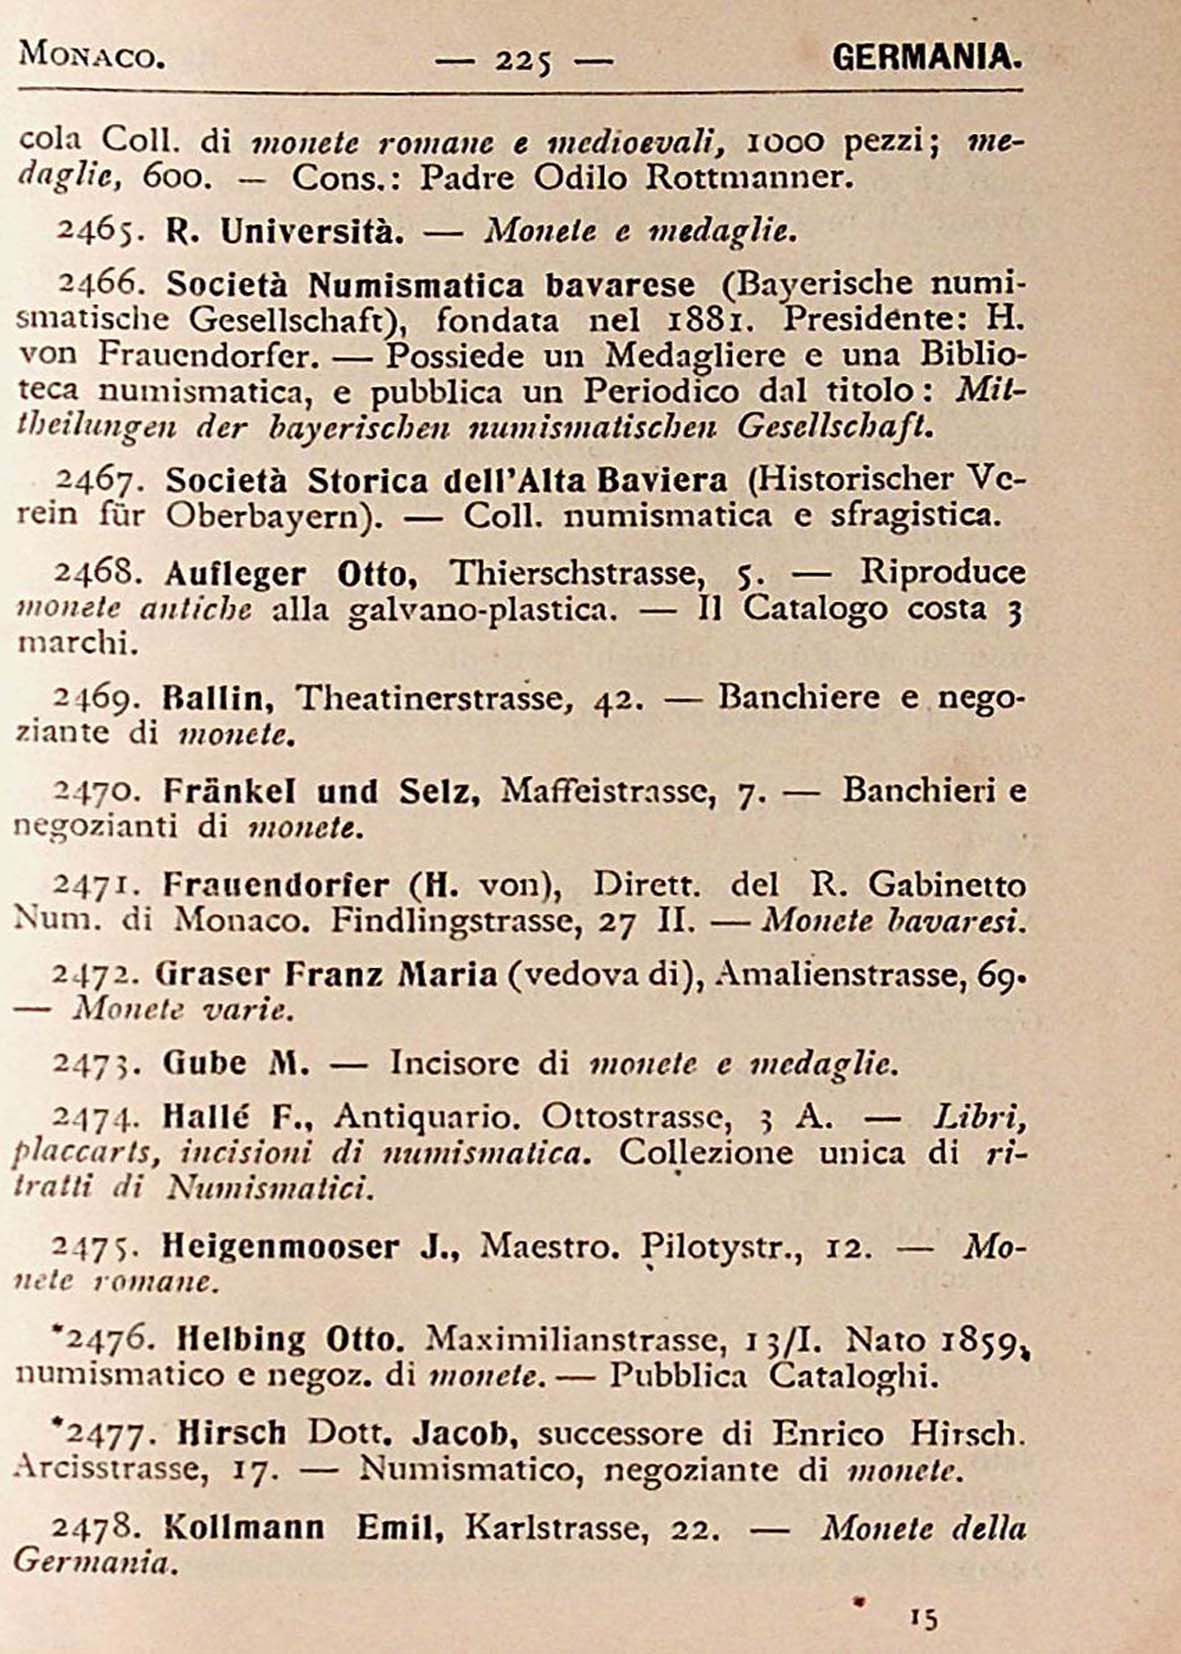 MONACO. — 225 — GERMANIA.
cola Coll. di monete romane e medioevali, 1000 pezzi; me-
daglie, 600. — Cons.: Padre Odilo Rottmanner.
2465. R. Università. — Monete e medaglie.
2466. Società Numismatica bavarese (Bayerische numi-
smatische Gesellschaft), fondata nel 1881. Presidente: H.
von Frauendorfer. — Possiede un Medagliere e una Biblio-
teca numismatica, e pubblica un Periodico dal titolo: Mit-
theilungen der bayerischen numismatischen Gesellschaft.
2467. Società Storica dell'Alta Baviera (Historischer Ve-
rein für Oberbayern). — Coll. numismatica e sfragistica.
2468. Aufleger Otto, Thierschstrasse, 5. — Riproduce
monete antiche alla galvano-plastica. — Il Catalogo costa 3
marchi.
2469. Ballin, Theatinerstrasse, 42. — Banchiere e nego-
ziante di monete.
2470. Fränkel und Selz, Maffeistrasse, 7. — Banchieri e
negozianti di monete.
2471. Frauendorfer (H. von), Dirett. del R. Gabinetto
Num. di Monaco. Findlingstrasse, 27 II. — Monete bavaresi.
2472. Graser Franz Maria (vedova di), Amalienstrasse, 69.
— Monete varie.
2473. Gube M. — Incisore di monete e medaglie.
2474. Hallé F., Antiquario. Ottostrasse, 3 A. — Libri,
placcarts, incisioni di numismatica. Collezione unica di ri-
tratti di Numismatici.
2475. Heigenmooser J., Maestro. Pilotystr., 12. — Mo-
nete romane.
*2476. Helbing Otto. Maximilianstrasse, 13/I. Nato 1859,
numismatico e negoz. di monete. — Pubblica Cataloghi.
*2477. Hirsch Dott. Jacob, successore di Enrico Hirsch.
Arcisstrasse, 17. — Numismatico, negoziante di monete.
2478. Kollmann Emil, Karlstrasse, 22. — Monete della
Germania.
15